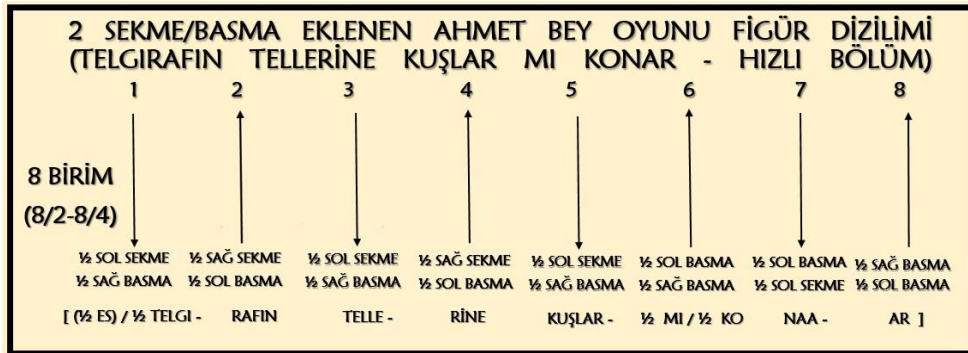 2 SEKME/BASMA EKLENEN AHMET BEY OYUNU FİGÜR DİZİLİMİ
(TELGIRAFIN TELLERİNE KUŞLAR MI KONAR - HIZLI BÖLÜM)
1 2 3 4 5 6 7 8
8 BİRİM
(8/2-8/4)
½ SOL SEKME ½ SAĞ SEKME ½ SOL SEKME ½ SAĞ SEKME ½ SOL SEKME ½ SOL BASMA ½ SOL BASMA ½ SAĞ BASMA
½ SAĞ BASMA ½ SOL BASMA ½ SAĞ BASMA ½ SOL BASMA ½ SAĞ BASMA ½ SAĞ BASMA ½ SOL SEKME ½ SOL BASMA
[ (½ ES) / ½ TELGI - RAFIN TELLE- RİNE KUŞLAR - ½ MI / ½ KO NAA - AR ]